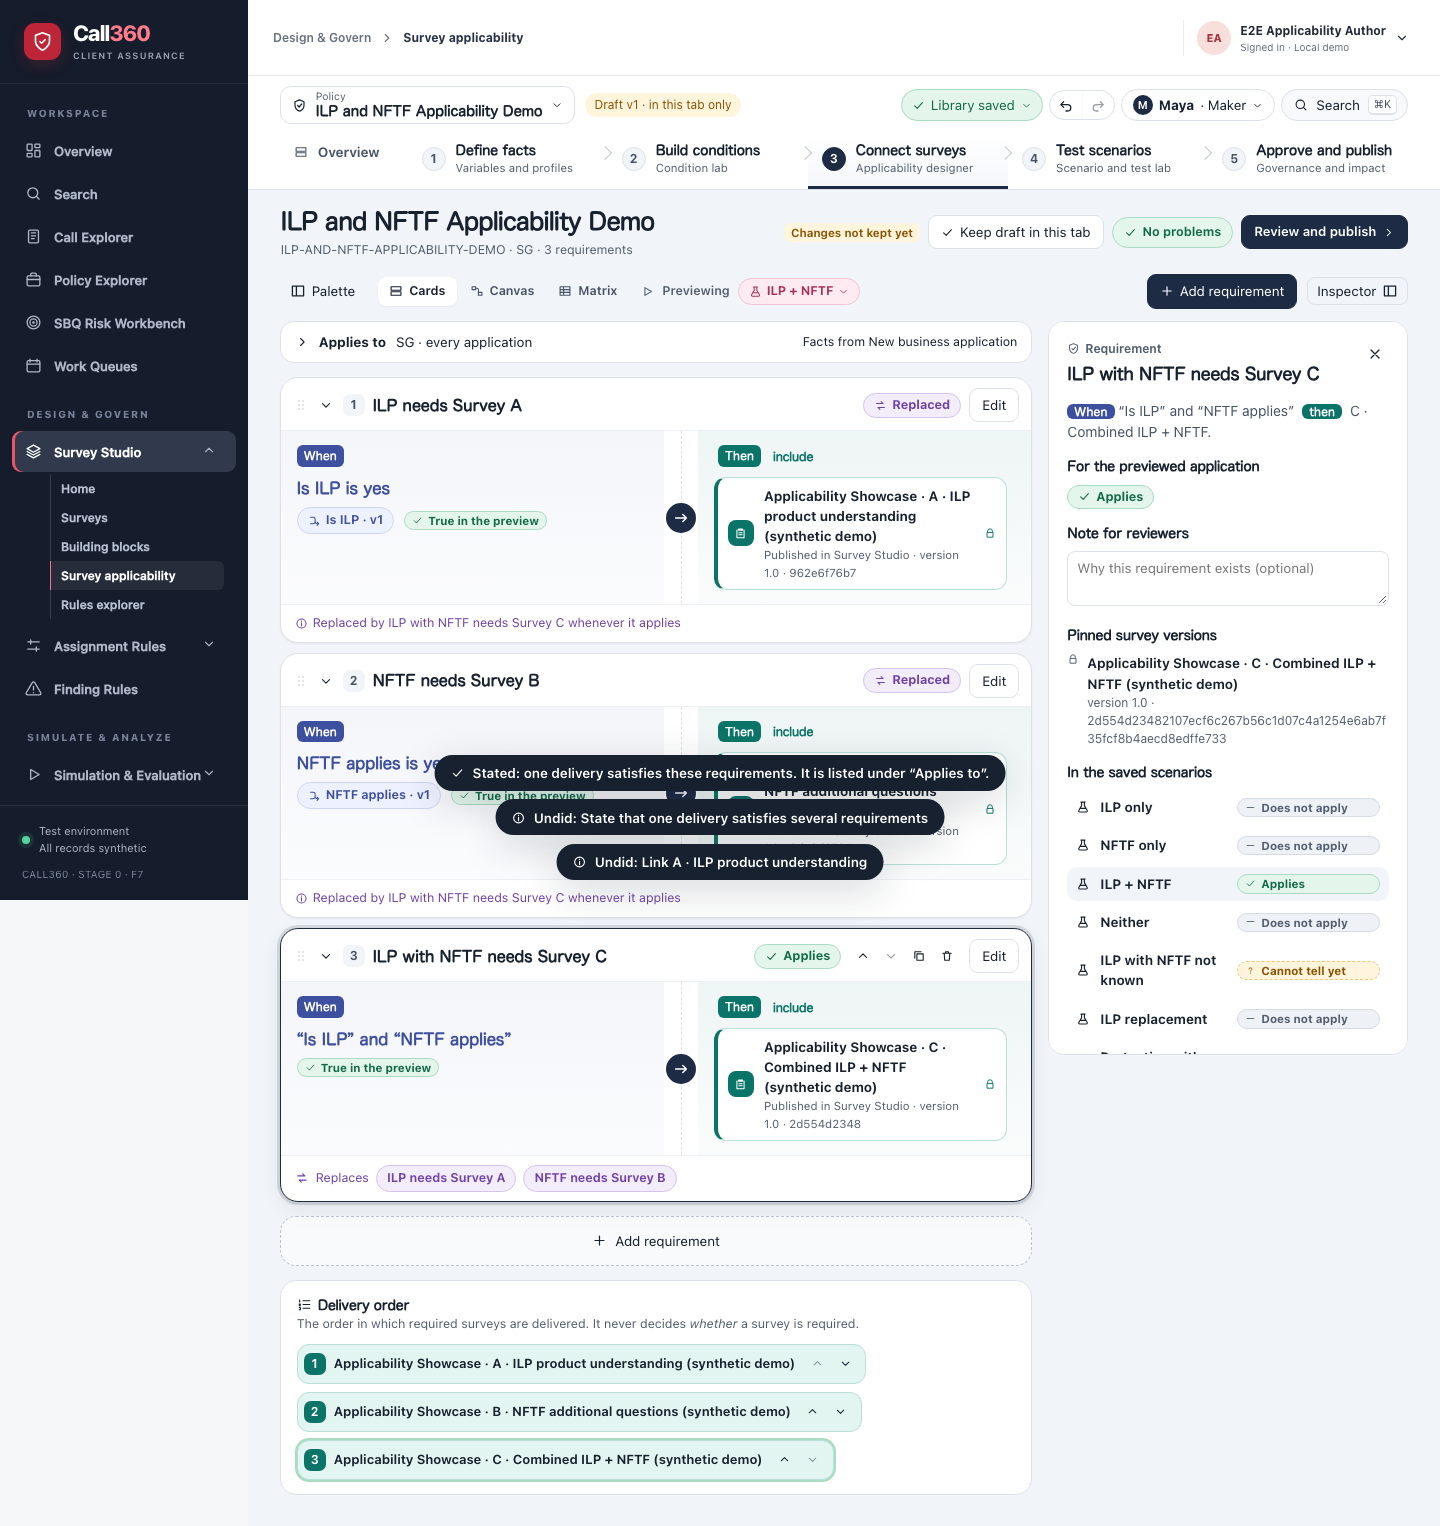 Call360
CLIENT ASSURANCE
WORKSPACE
Overview
Search
Call Explorer
Policy Explorer
SBQ Risk Workbench
Work Queues
DESIGN & GOVERN
Survey Studio
Home
Surveys
Building blocks
Survey applicability
Rules explorer
Assignment Rules
Finding Rules
SIMULATE & ANALYZE
Simulation & Evaluation
Test environment
All records synthetic
CALL360 · STAGE 0 · F7
Design & Govern
Survey applicability
EA
E2E Applicability Author
Signed in · Local demo
Policy
ILP and NFTF Applicability Demo
Draft v1 · in this tab only
Library saved
M Maya · Maker
Search ⌘K
Overview
1 Define facts
Variables and profiles
2 Build conditions
Condition lab
3 Connect surveys
Applicability designer
4 Test scenarios
Scenario and test lab
5 Approve and publish
Governance and impact
ILP and NFTF Applicability Demo
ILP-AND-NFTF-APPLICABILITY-DEMO · SG · 3 requirements
Changes not kept yet
Keep draft in this tab
No problems
Review and publish
Palette
Cards
Canvas
Matrix
Previewing
ILP + NFTF
Add requirement
Inspector
Applies to SG · every application
Facts from New business application
1 ILP needs Survey A
Replaced
Edit
When
Is ILP is yes
Is ILP · v1
True in the preview
Then include
Applicability Showcase · A · ILP
product understanding
(synthetic demo)
Published in Survey Studio · version
1.0 · 962e6f76b7
Replaced by ILP with NFTF needs Survey C whenever it applies
2 NFTF needs Survey B
Replaced
Edit
When
NFTF applies is ye
NFTF applies · v1
True in the preview
Then include
NFTF additional questions
Stated: one delivery satisfies these requirements. It is listed under “Applies to”.
Undid: State that one delivery satisfies several requirements
Undid: Link A · ILP product understanding
Replaced by ILP with NFTF needs Survey C whenever it applies
3 ILP with NFTF needs Survey C
Applies
Edit
When
“Is ILP” and “NFTF applies”
True in the preview
Then include
Applicability Showcase · C ·
Combined ILP + NFTF
(synthetic demo)
Published in Survey Studio · version
1.0 · 2d554d2348
Replaces
ILP needs Survey A
NFTF needs Survey B
Add requirement
Delivery order
The order in which required surveys are delivered. It never decides whether a survey is required.
1 Applicability Showcase · A · ILP product understanding (synthetic demo)
2 Applicability Showcase · B · NFTF additional questions (synthetic demo)
3 Applicability Showcase · C · Combined ILP + NFTF (synthetic demo)
Requirement
ILP with NFTF needs Survey C
When “Is ILP” and “NFTF applies” then C ·
Combined ILP + NFTF.
For the previewed application
Applies
Note for reviewers
Why this requirement exists (optional)
Pinned survey versions
Applicability Showcase · C · Combined ILP +
NFTF (synthetic demo)
version 1.0 ·
2d554d23482107ecf6c267b56c1d07c4a1254e6ab7f
35fcf8b4aecd8edffe733
In the saved scenarios
ILP only
Does not apply
NFTF only
Does not apply
ILP + NFTF
Applies
Neither
Does not apply
ILP with NFTF not
known
? Cannot tell yet
ILP replacement
Does not apply